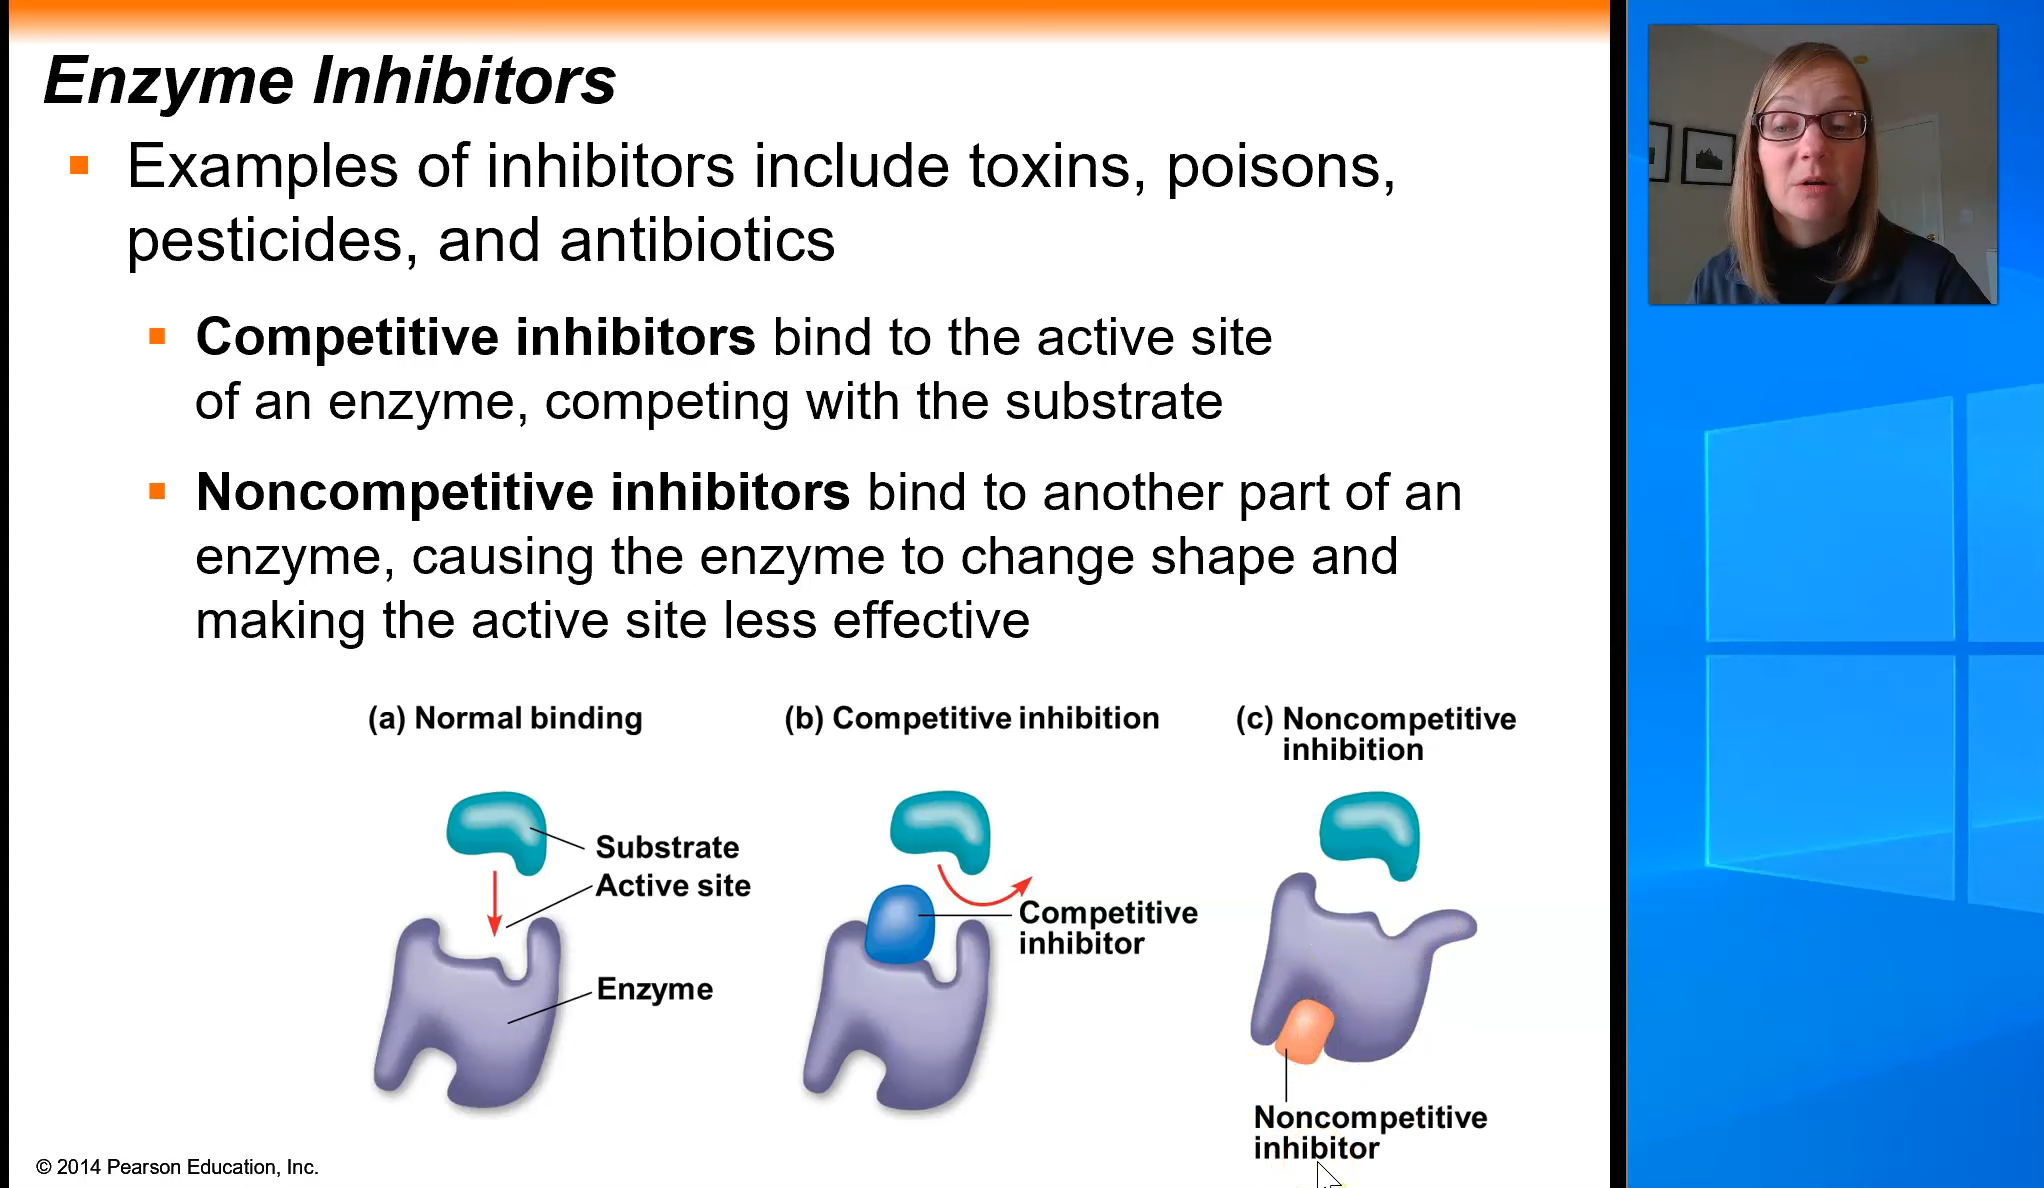 Enzyme Inhibitors
Examples of inhibitors include toxins, poisons,
pesticides, and antibiotics
Competitive inhibitors bind to the active site
of an enzyme, competing with the substrate
Noncompetitive inhibitors bind to another part of an
enzyme, causing the enzyme to change shape and
making the active site less effective
(a) Normal binding
Substrate
Active site
Enzyme
(b) Competitive inhibition
Competitive
inhibitor
(c) Noncompetitive
inhibition
Noncompetitive
inhibitor
© 2014 Pearson Education, Inc.